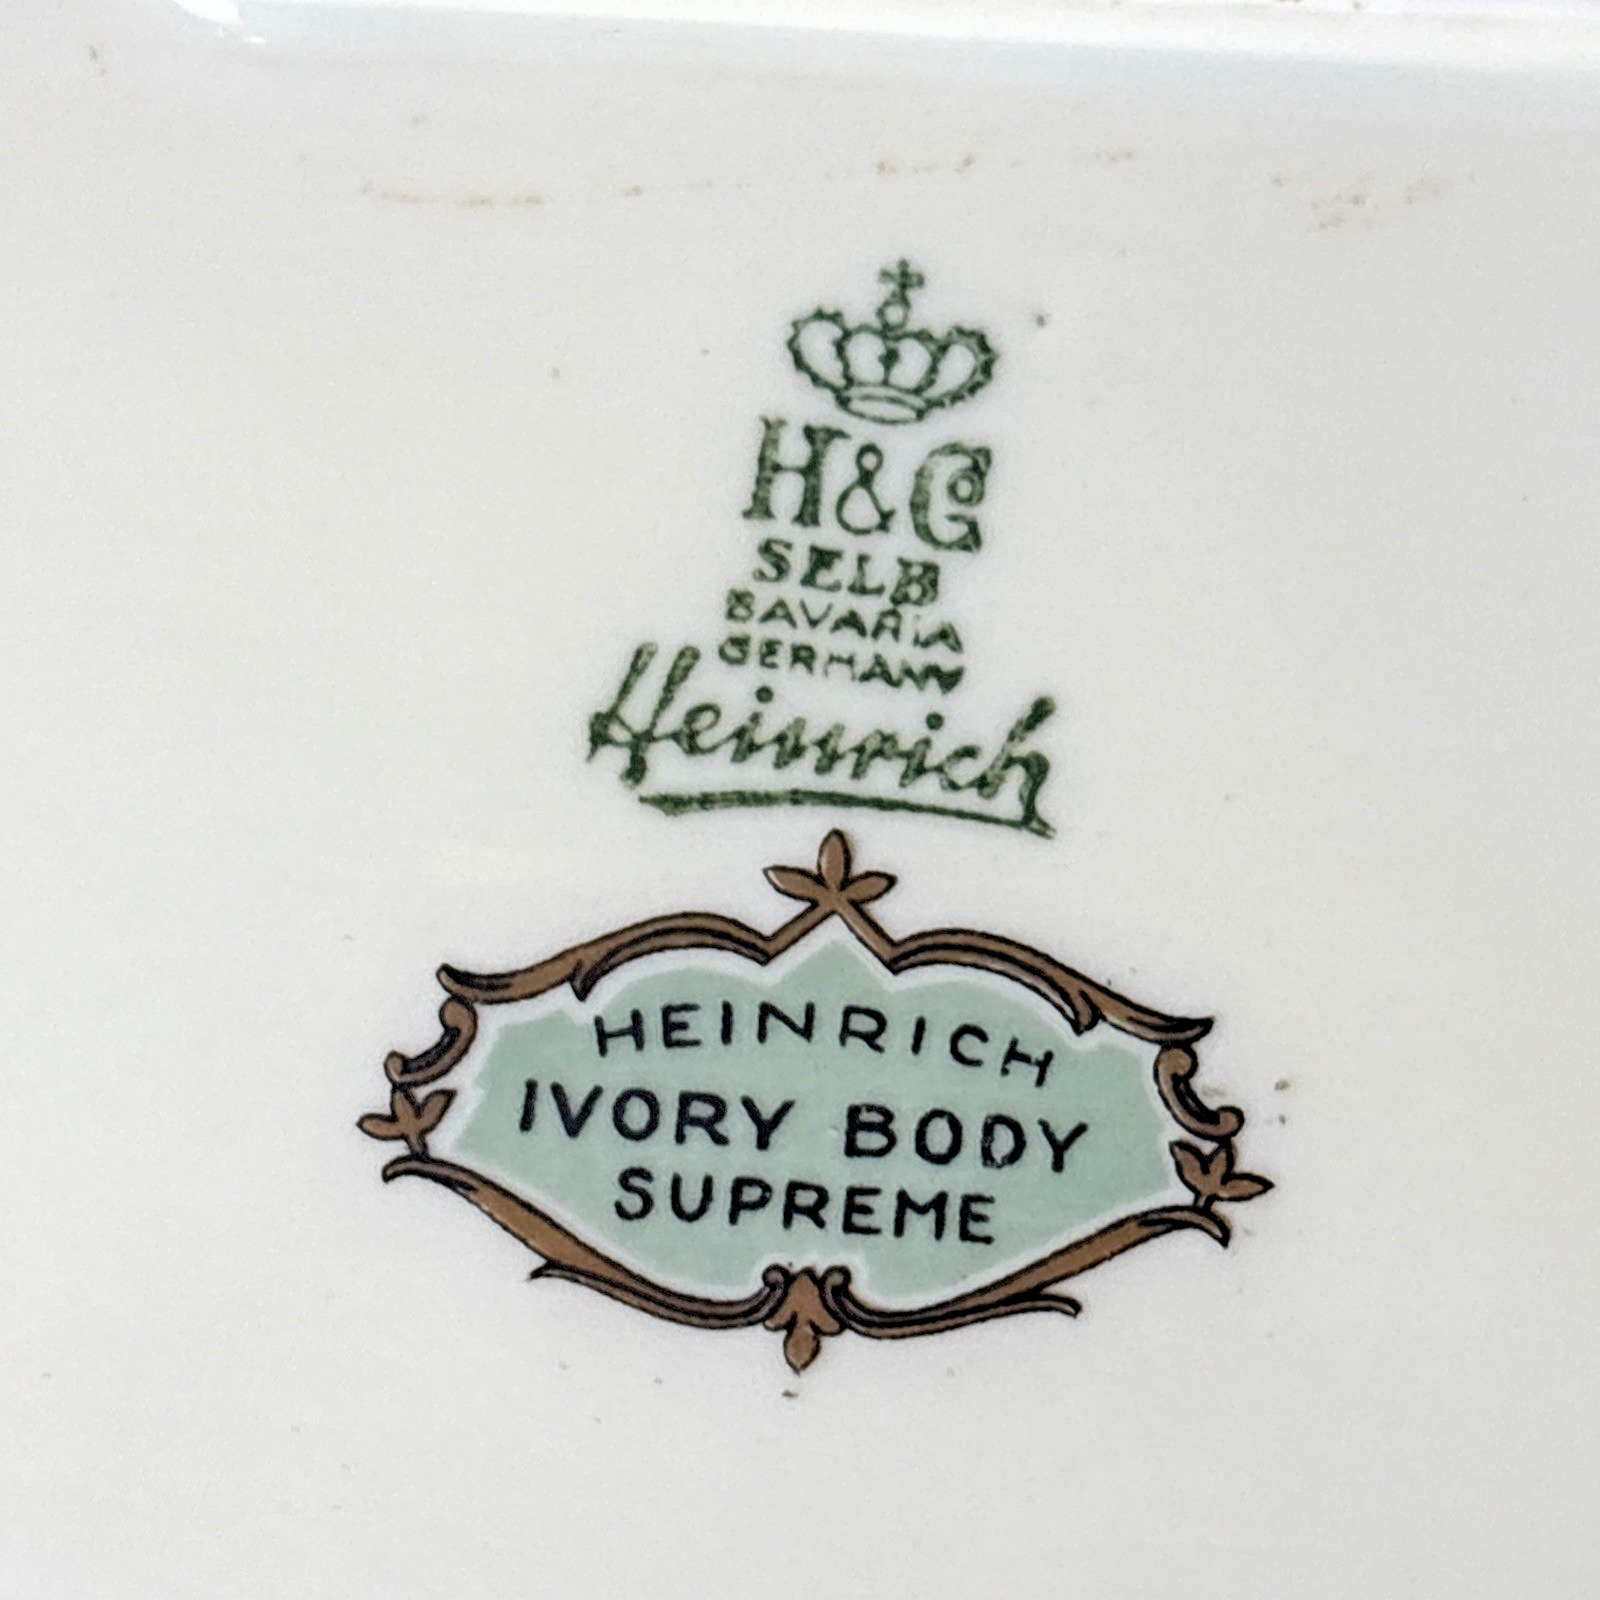 H&Co
SELB
BAVARIA
GERMANY
Heinrich
HEINRICH
IVORY BODY
SUPREME